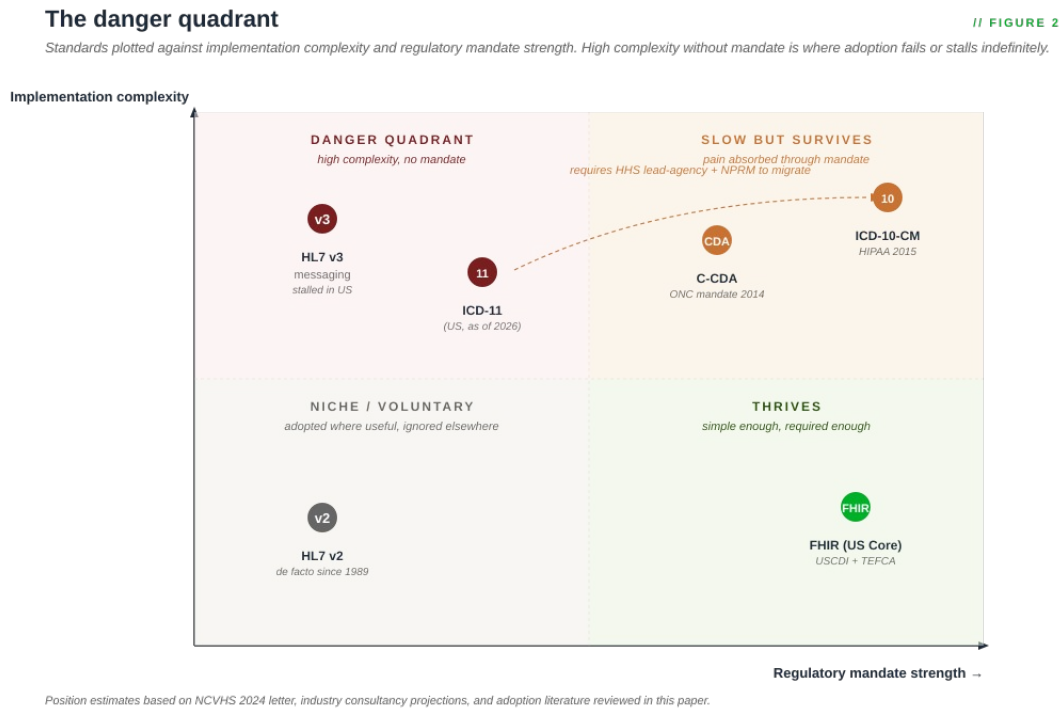 The danger quadrant
// FIGURE 2
Standards plotted against implementation complexity and regulatory mandate strength. High complexity without mandate is where adoption fails or stalls indefinitely.
Implementation complexity
DANGER QUADRANT
high complexity, no mandate
SLOW BUT SURVIVES
pain absorbed through mandate
requires HHS lead-agency + NPRM to migrate
v3
HL7 v3
messaging
stalled in US
11
ICD-11
(US, as of 2026)
CDA
C-CDA
ONC mandate 2014
10
ICD-10-CM
HIPAA 2015
NICHE / VOLUNTARY
adopted where useful, ignored elsewhere
THRIVES
simple enough, required enough
v2
HL7 v2
de facto since 1989
FHIR
FHIR (US Core)
USCDI + TEFCA
Regulatory mandate strength →
Position estimates based on NCVHS 2024 letter, industry consultancy projections, and adoption literature reviewed in this paper.